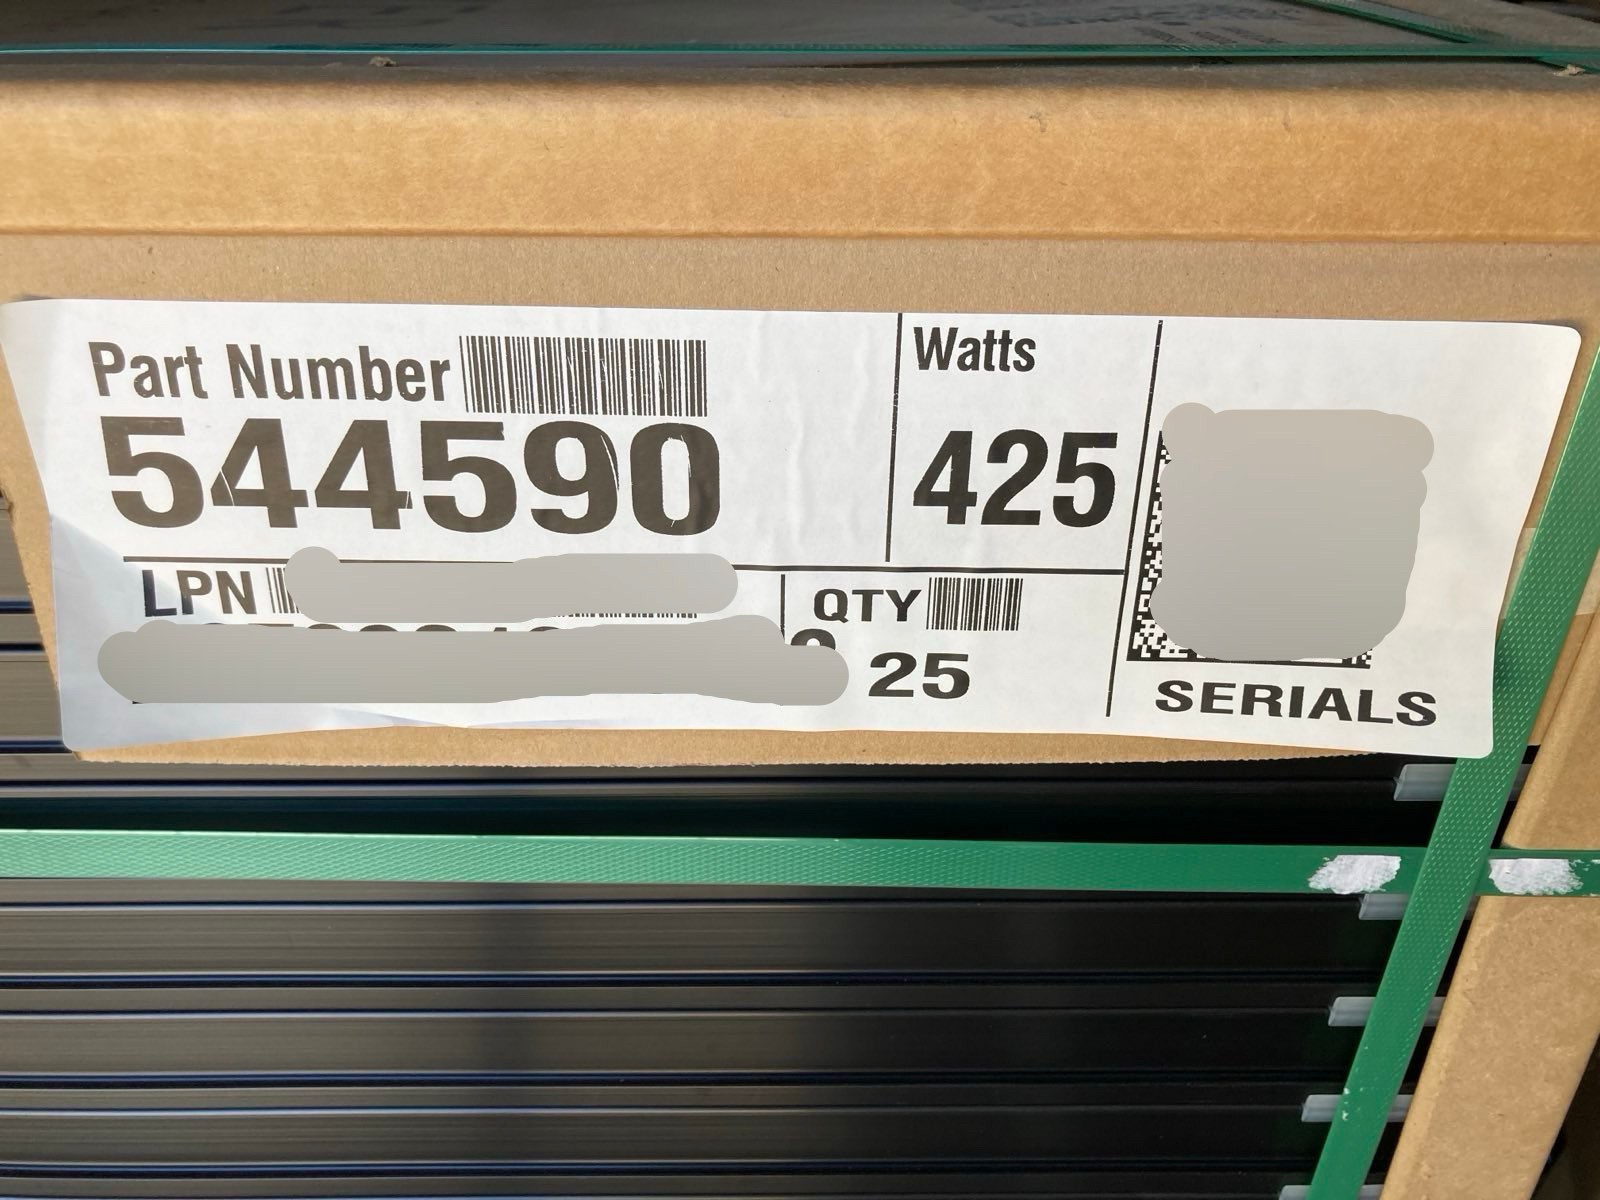 Part Number
544590
Watts
425
LPN
QTY
25
SERIALS